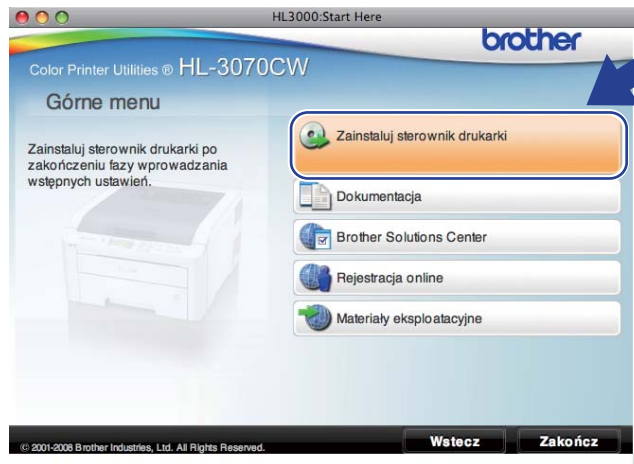 HL3000:Start Here
brother
Color Printer Utilities ® HL-3070CW
Górne menu
Zainstaluj sterownik drukarki po
zakończeniu fazy wprowadzania
wstępnych ustawień.
Zainstaluj sterownik drukarki
Dokumentacja
Brother Solutions Center
Rejestracja online
Materiały eksploatacyjne
© 2001-2008 Brother Industries, Ltd. All Rights Reserved.
Wstecz
Zakończ